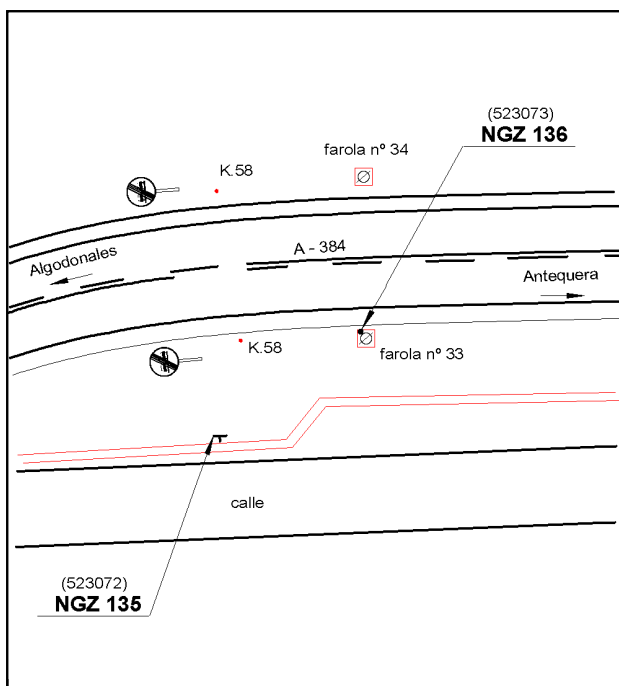 (523073)
NGZ 136
farola nº 34
K.58
A - 384
Algodonales
Antequera
K.58
farola nº 33
calle
(523072)
NGZ 135